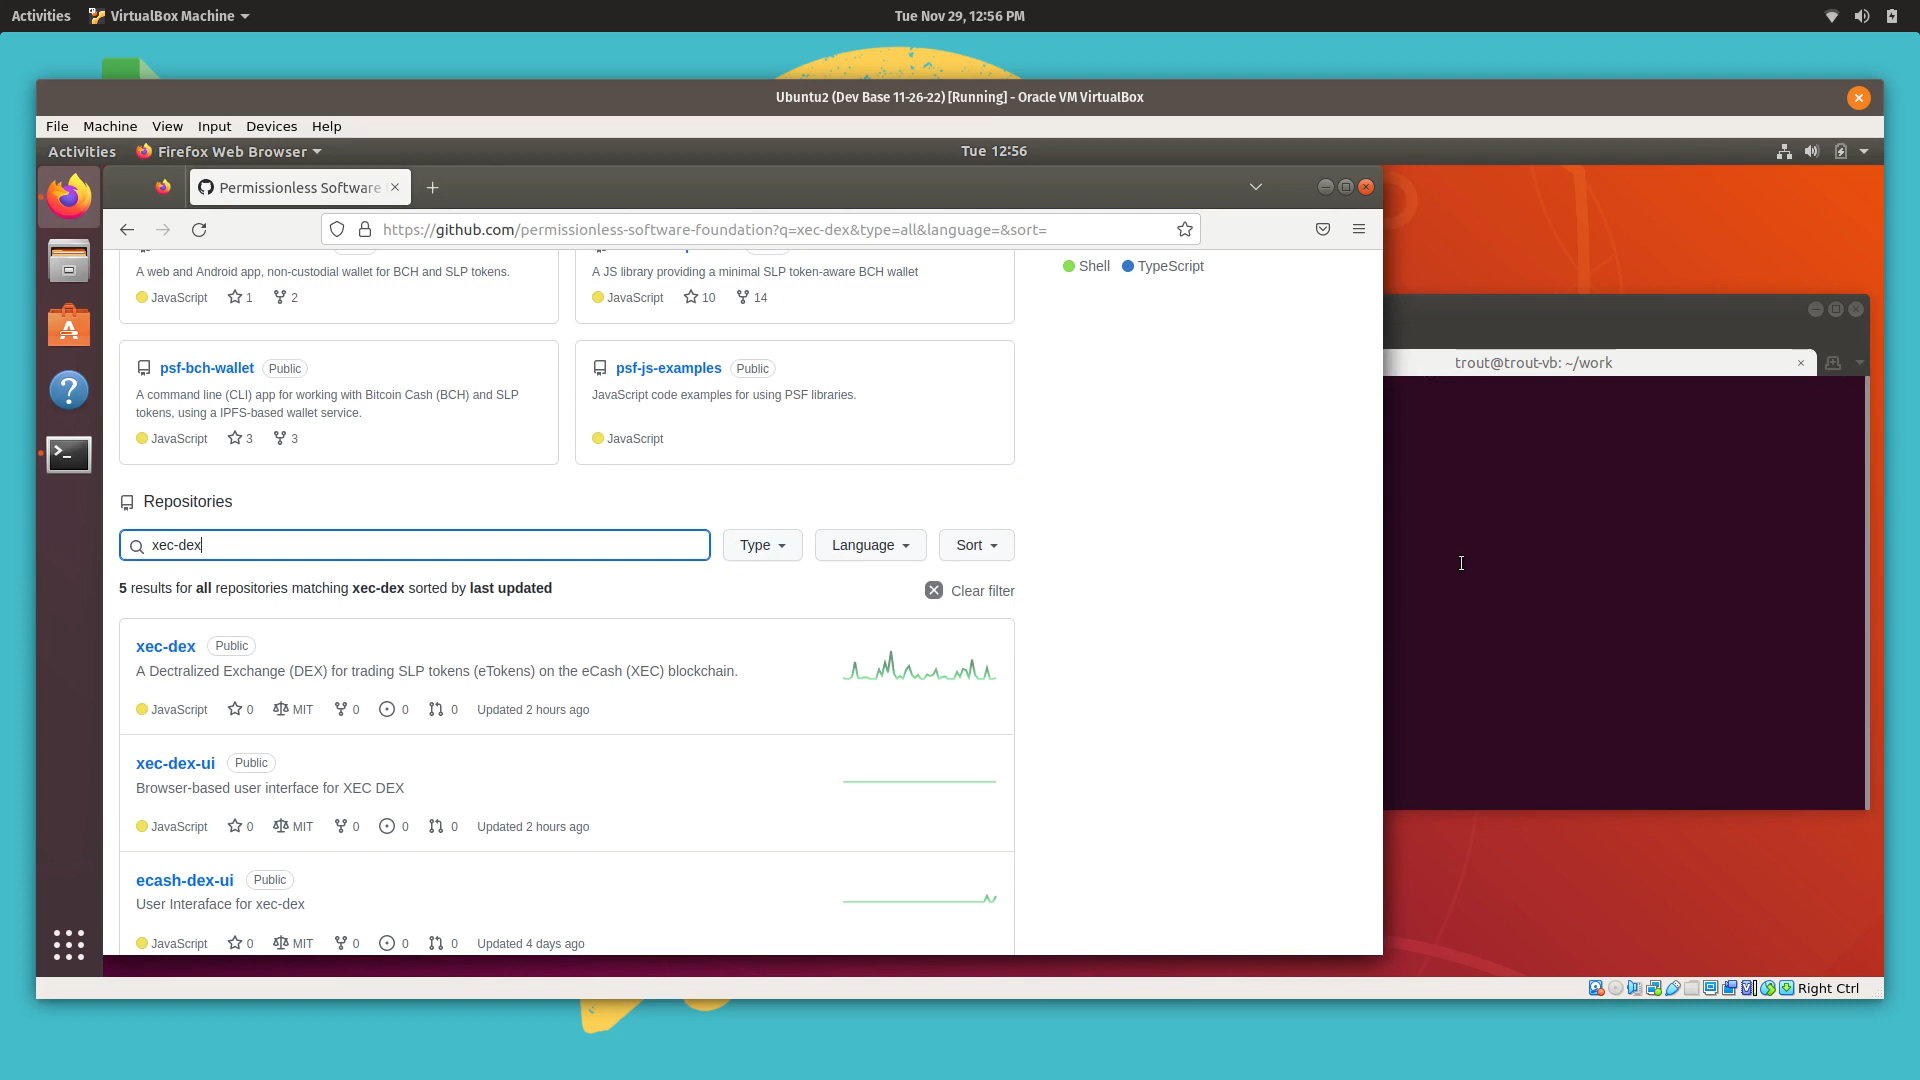 Activities VirtualBox Machine Tue Nov 29, 12:56 PM
Ubuntu2 (Dev Base 11-26-22) [Running] - Oracle VM VirtualBox
File Machine View Input Devices Help
Activities Firefox Web Browser Tue 12:56
Permissionless Software
https://github.com/permissionless-software-foundation?q=xec-dex&type=all&language=&sort=
A web and Android app, non-custodial wallet for BCH and SLP tokens.
JavaScript 1 2
A JS library providing a minimal SLP token-aware BCH wallet
JavaScript 10 14
Shell TypeScript
psf-bch-wallet Public
A command line (CLI) app for working with Bitcoin Cash (BCH) and SLP
tokens, using a IPFS-based wallet service.
JavaScript 3 3
psf-js-examples Public
JavaScript code examples for using PSF libraries.
JavaScript
trout@trout-vb: ~/work
Repositories
xec-dex Type Language Sort
5 results for all repositories matching xec-dex sorted by last updated Clear filter
xec-dex Public
A Dectralized Exchange (DEX) for trading SLP tokens (eTokens) on the eCash (XEC) blockchain.
JavaScript 0 MIT 0 0 0 Updated 2 hours ago
xec-dex-ui Public
Browser-based user interface for XEC DEX
JavaScript 0 MIT 0 0 0 Updated 2 hours ago
ecash-dex-ui Public
User Interaface for xec-dex
JavaScript 0 MIT 0 0 0 Updated 4 days ago
Right Ctrl